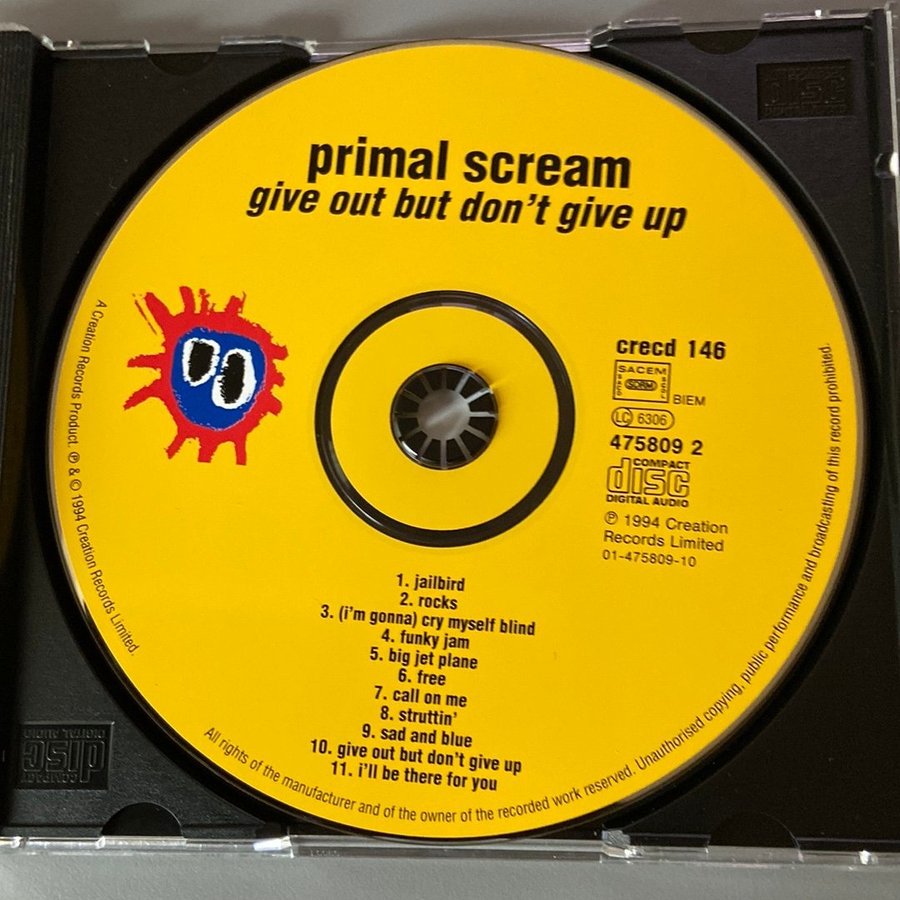 primal scream
give out but don't give up
crecd 146
SACEM
SACD
SDRM
SGDL
BIEM
LC 6306
475809 2
COMPACT
disc
DIGITAL AUDIO
℗ 1994 Creation
Records Limited
01-475809-10
1. jailbird
2. rocks
3. (i'm gonna) cry myself blind
4. funky jam
5. big jet plane
6. free
7. call on me
8. struttin'
9. sad and blue
10. give out but don't give up
11. i'll be there for you
A Creation Records Product. ℗ & © 1994 Creation Records Limited.
All rights of the manufacturer and of the owner of the recorded work reserved. Unauthorised copying, public performance and broadcasting of this record prohibited.
disc
COMPACT
disc
DIGITAL AUDIO